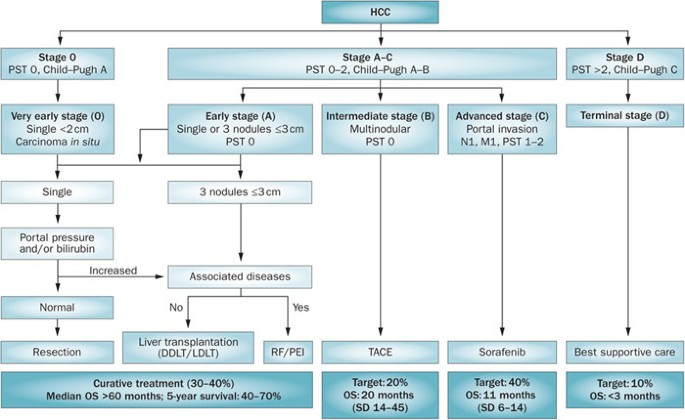 HCC
Stage 0
PST 0, Child–Pugh A
Stage A–C
PST 0–2, Child–Pugh A–B
Stage D
PST >2, Child–Pugh C
Very early stage (0)
Single <2cm
Carcinoma in situ
Early stage (A)
Single or 3 nodules ≤3cm
PST 0
Intermediate stage (B)
Multinodular
PST 0
Advanced stage (C)
Portal invasion
N1, M1, PST 1–2
Terminal stage (D)
Single
3 nodules ≤3cm
Portal pressure
and/or bilirubin
Increased
Associated diseases
Normal
No
Yes
Resection
Liver transplantation
(DDLT/LDLT)
RF/PEI
TACE
Sorafenib
Best supportive care
Curative treatment (30–40%)
Median OS >60 months; 5-year survival: 40–70%
Target: 20%
OS: 20 months
(SD 14–45)
Target: 40%
OS: 11 months
(SD 6–14)
Target: 10%
OS: <3 months